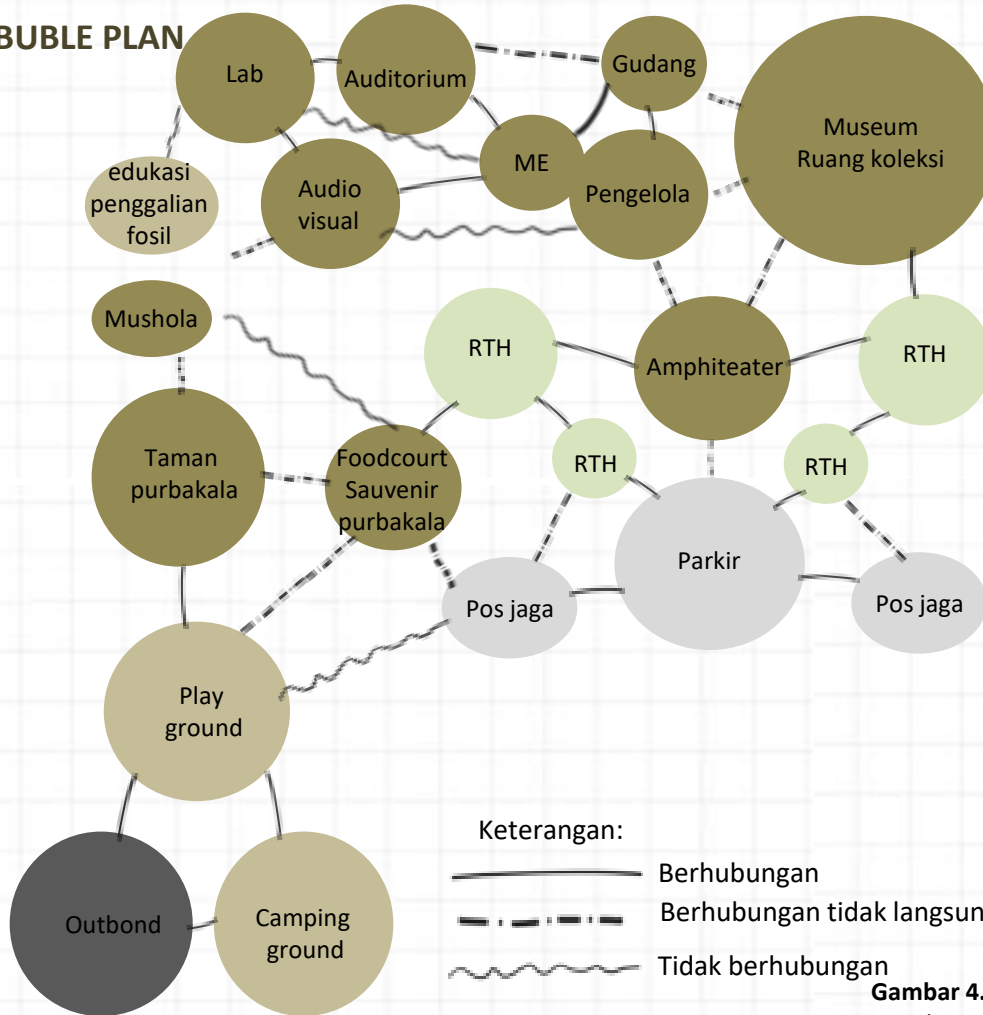 BUBLE PLAN
Lab
Auditorium
Gudang
Museum
Ruang koleksi
ME
edukasi
penggalian
fosil
Audio
visual
Pengelola
Mushola
RTH
Amphiteater
RTH
Taman
purbakala
Foodcourt
Sauvenir
purbakala
RTH
RTH
Parkir
Pos jaga
Pos jaga
Play
ground
Outbond
Camping
ground
Keterangan:
Berhubungan
Berhubungan tidak langsun
Tidak berhubungan
Gambar 4.